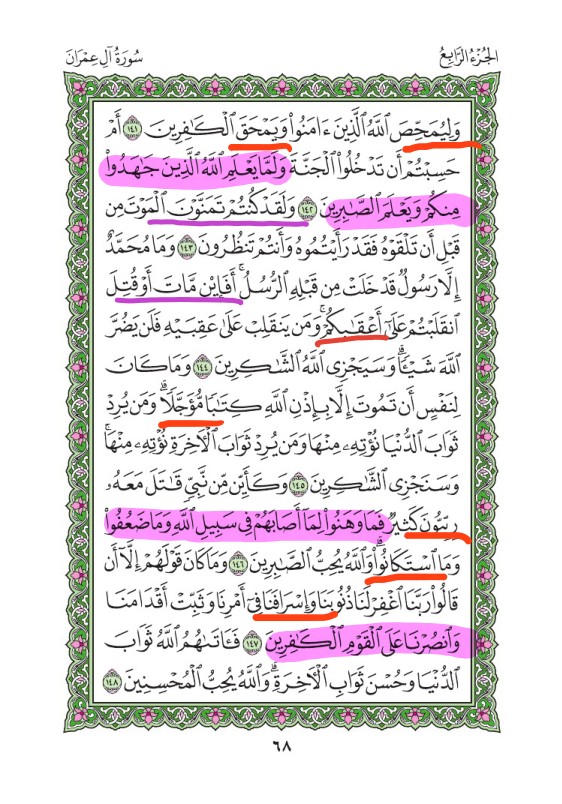 الجُزْءُ الرَّابِعُ
سُورَةُ آلِ عِمْرَان
وَلِيُمَحِّصَ ٱللَّهُ ٱلَّذِينَ ءَامَنُوا۟ وَيَمْحَقَ ٱلْكَٰفِرِينَ ١٤١ أَمْ
حَسِبْتُمْ أَن تَدْخُلُوا۟ ٱلْجَنَّةَ وَلَمَّا يَعْلَمِ ٱللَّهُ ٱلَّذِينَ جَٰهَدُوا۟
مِنكُمْ وَيَعْلَمَ ٱلصَّٰبِرِينَ ١٤٢ وَلَقَدْ كُنتُمْ تَمَنَّوْنَ ٱلْمَوْتَ مِن
قَبْلِ أَن تَلْقَوْهُ فَقَدْ رَأَيْتُمُوهُ وَأَنتُمْ تَنظُرُونَ ١٤٣ وَمَا مُحَمَّدٌ
إِلَّا رَسُولٌ قَدْ خَلَتْ مِن قَبْلِهِ ٱلرُّسُلُ ۚ أَفَإِي۟ن مَّاتَ أَوْ قُتِلَ
ٱنقَلَبْتُمْ عَلَىٰٓ أَعْقَٰبِكُمْ ۚ وَمَن يَنقَلِبْ عَلَىٰ عَقِبَيْهِ فَلَن يَضُرَّ
ٱللَّهَ شَيْـًٔا ۗ وَسَيَجْزِى ٱللَّهُ ٱلشَّٰكِرِينَ ١٤٤ وَمَا كَانَ
لِنَفْسٍ أَن تَمُوتَ إِلَّا بِإِذْنِ ٱللَّهِ كِتَٰبًا مُّؤَجَّلًا ۗ وَمَن يُرِدْ
ثَوَابَ ٱلدُّنْيَا نُؤْتِهِۦ مِنْهَا وَمَن يُرِدْ ثَوَابَ ٱلْـَٔاخِرَةِ نُؤْتِهِۦ مِنْهَا ۚ
وَسَنَجْزِى ٱلشَّٰكِرِينَ ١٤٥ وَكَأَيِّن مِّن نَّبِىٍّ قَٰتَلَ مَعَهُۥ
رِبِّيُّونَ كَثِيرٌ فَمَا وَهَنُوا۟ لِمَآ أَصَابَهُمْ فِى سَبِيلِ ٱللَّهِ وَمَا ضَعُفُوا۟
وَمَا ٱسْتَكَانُوا۟ ۗ وَٱللَّهُ يُحِبُّ ٱلصَّٰبِرِينَ ١٤٦ وَمَا كَانَ قَوْلَهُمْ إِلَّآ أَن
قَالُوا۟ رَبَّنَا ٱغْفِرْ لَنَا ذُنُوبَنَا وَإِسْرَافَنَا فِىٓ أَمْرِنَا وَثَبِّتْ أَقْدَامَنَا
وَٱنصُرْنَا عَلَى ٱلْقَوْمِ ٱلْكَٰفِرِينَ ١٤٧ فَـَٔاتَىٰهُمُ ٱللَّهُ ثَوَابَ
ٱلدُّنْيَا وَحُسْنَ ثَوَابِ ٱلْـَٔاخِرَةِ ۗ وَٱللَّهُ يُحِبُّ ٱلْمُحْسِنِينَ ١٤٨
٦٨